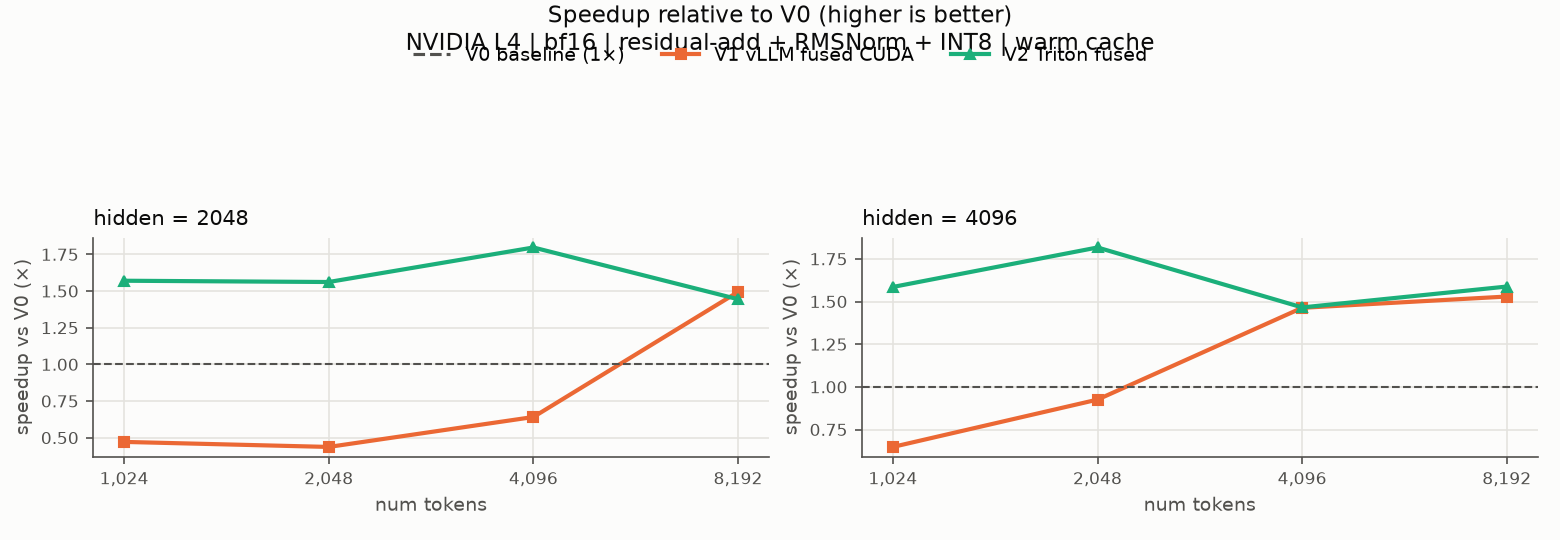 Speedup relative to V0 (higher is better)
NVIDIA L4 | bf16 | residual-add + RMSNorm + INT8 | warm cache
V0 baseline (1×) V1 vLLM fused CUDA V2 Triton fused
hidden = 2048
speedup vs V0 (×)
1.75
1.50
1.25
1.00
0.75
0.50
1,024 2,048 4,096 8,192
num tokens
hidden = 4096
speedup vs V0 (×)
1.75
1.50
1.25
1.00
0.75
1,024 2,048 4,096 8,192
num tokens